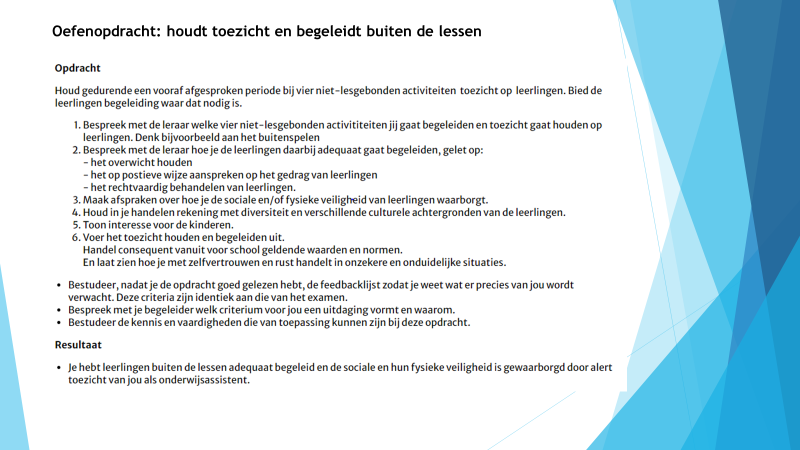 Oefenopdracht: houdt toezicht en begeleidt buiten de lessen
Opdracht
Houd gedurende een vooraf afgesproken periode bij vier niet-lesgebonden activiteiten toezicht op leerlingen. Bied de
leerlingen begeleiding waar dat nodig is.
1. Bespreek met de leraar welke vier niet-lesgebonden activititeiten jij gaat begeleiden en toezicht gaat houden op
leerlingen. Denk bijvoorbeeld aan het buitenspelen
2. Bespreek met de leraar hoe je de leerlingen daarbij adequaat gaat begeleiden, gelet op:
- het overwicht houden
- het op postieve wijze aanspreken op het gedrag van leerlingen
- het rechtvaardig behandelen van leerlingen.
3. Maak afspraken over hoe je de sociale en/of fysieke veiligheid van leerlingen waarborgt.
4. Houd in je handelen rekening met diversiteit en verschillende culturele achtergronden van de leerlingen.
5. Toon interesse voor de kinderen.
6. Voer het toezicht houden en begeleiden uit.
Handel consequent vanuit voor school geldende waarden en normen.
En laat zien hoe je met zelfvertrouwen en rust handelt in onzekere en onduidelijke situaties.
• Bestudeer, nadat je de opdracht goed gelezen hebt, de feedbacklijst zodat je weet wat er precies van jou wordt
verwacht. Deze criteria zijn identiek aan die van het examen.
• Bespreek met je begeleider welk criterium voor jou een uitdaging vormt en waarom.
• Bestudeer de kennis en vaardigheden die van toepassing kunnen zijn bij deze opdracht.
Resultaat
• Je hebt leerlingen buiten de lessen adequaat begeleid en de sociale en hun fysieke veiligheid is gewaarborgd door alert
toezicht van jou als onderwijsassistent.